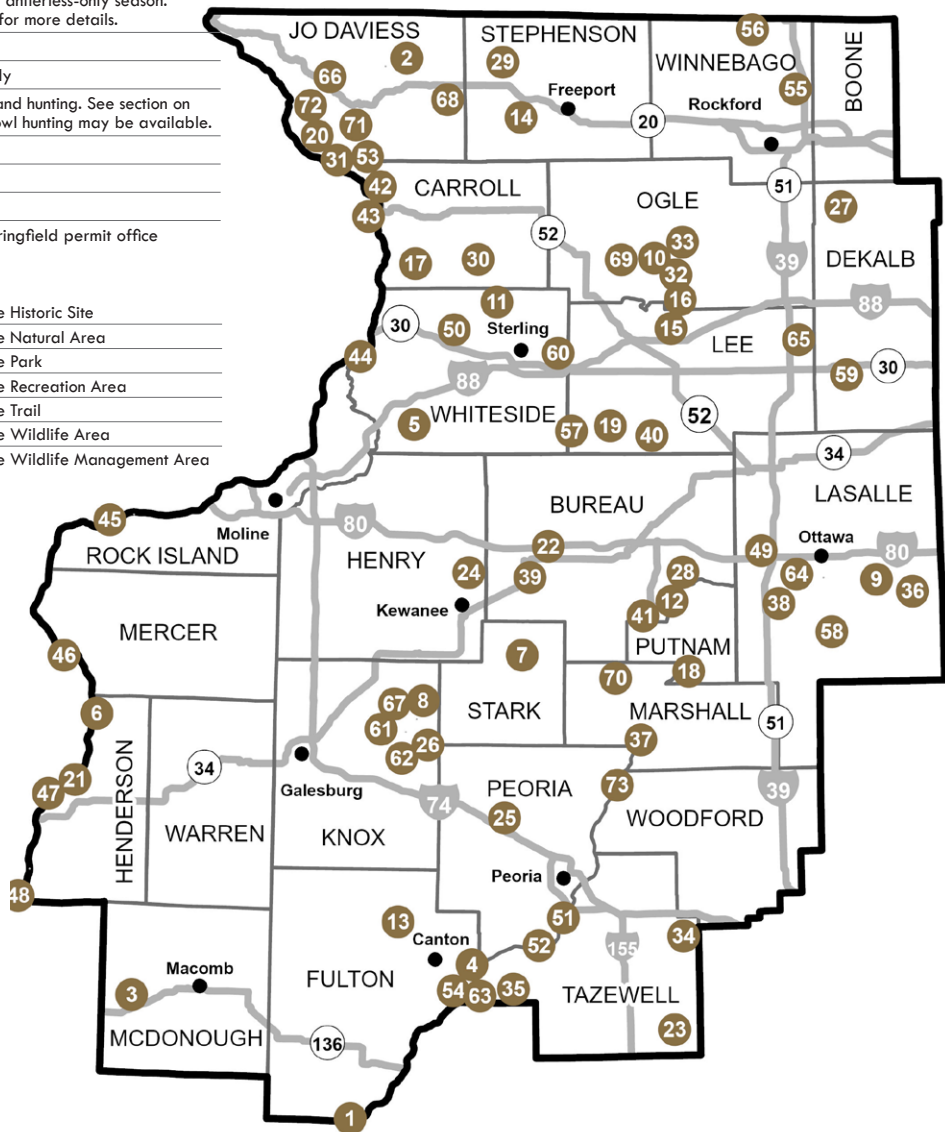 antlerless-only season.
for more details.
ly
and hunting. See section on
owl hunting may be available.
ringfield permit office
e Historic Site
e Natural Area
e Park
e Recreation Area
e Trail
e Wildlife Area
e Wildlife Management Area
JO DAVIESS
STEPHENSON
WINNEBAGO
BOONE
56
2
29
66
55
68
Freeport
Rockford
72
14
20
71
20
31
53
51
42
CARROLL
OGLE
27
43
52
33
17
30
69
10
39
DEKALB
32
11
16
88
30
50
Sterling
15
65
LEE
44
60
59
30
88
5
WHITESIDE
57
19
40
52
34
LASALLE
BUREAU
Moline
45
80
22
49
Ottawa
80
ROCK ISLAND
HENRY
24
39
28
64
9
36
Kewanee
12
38
41
MERCER
58
46
7
PUTNAM
70
18
6
67
8
STARK
MARSHALL
51
61
26
37
62
34
21
47
HENDERSON
Galesburg
PEORIA
73
39
74
25
WOODFORD
WARREN
KNOX
Peoria
48
13
51
Canton
52
155
34
4
Macomb
3
FULTON
54
63
35
TAZEWELL
23
MCDONOUGH
136
1